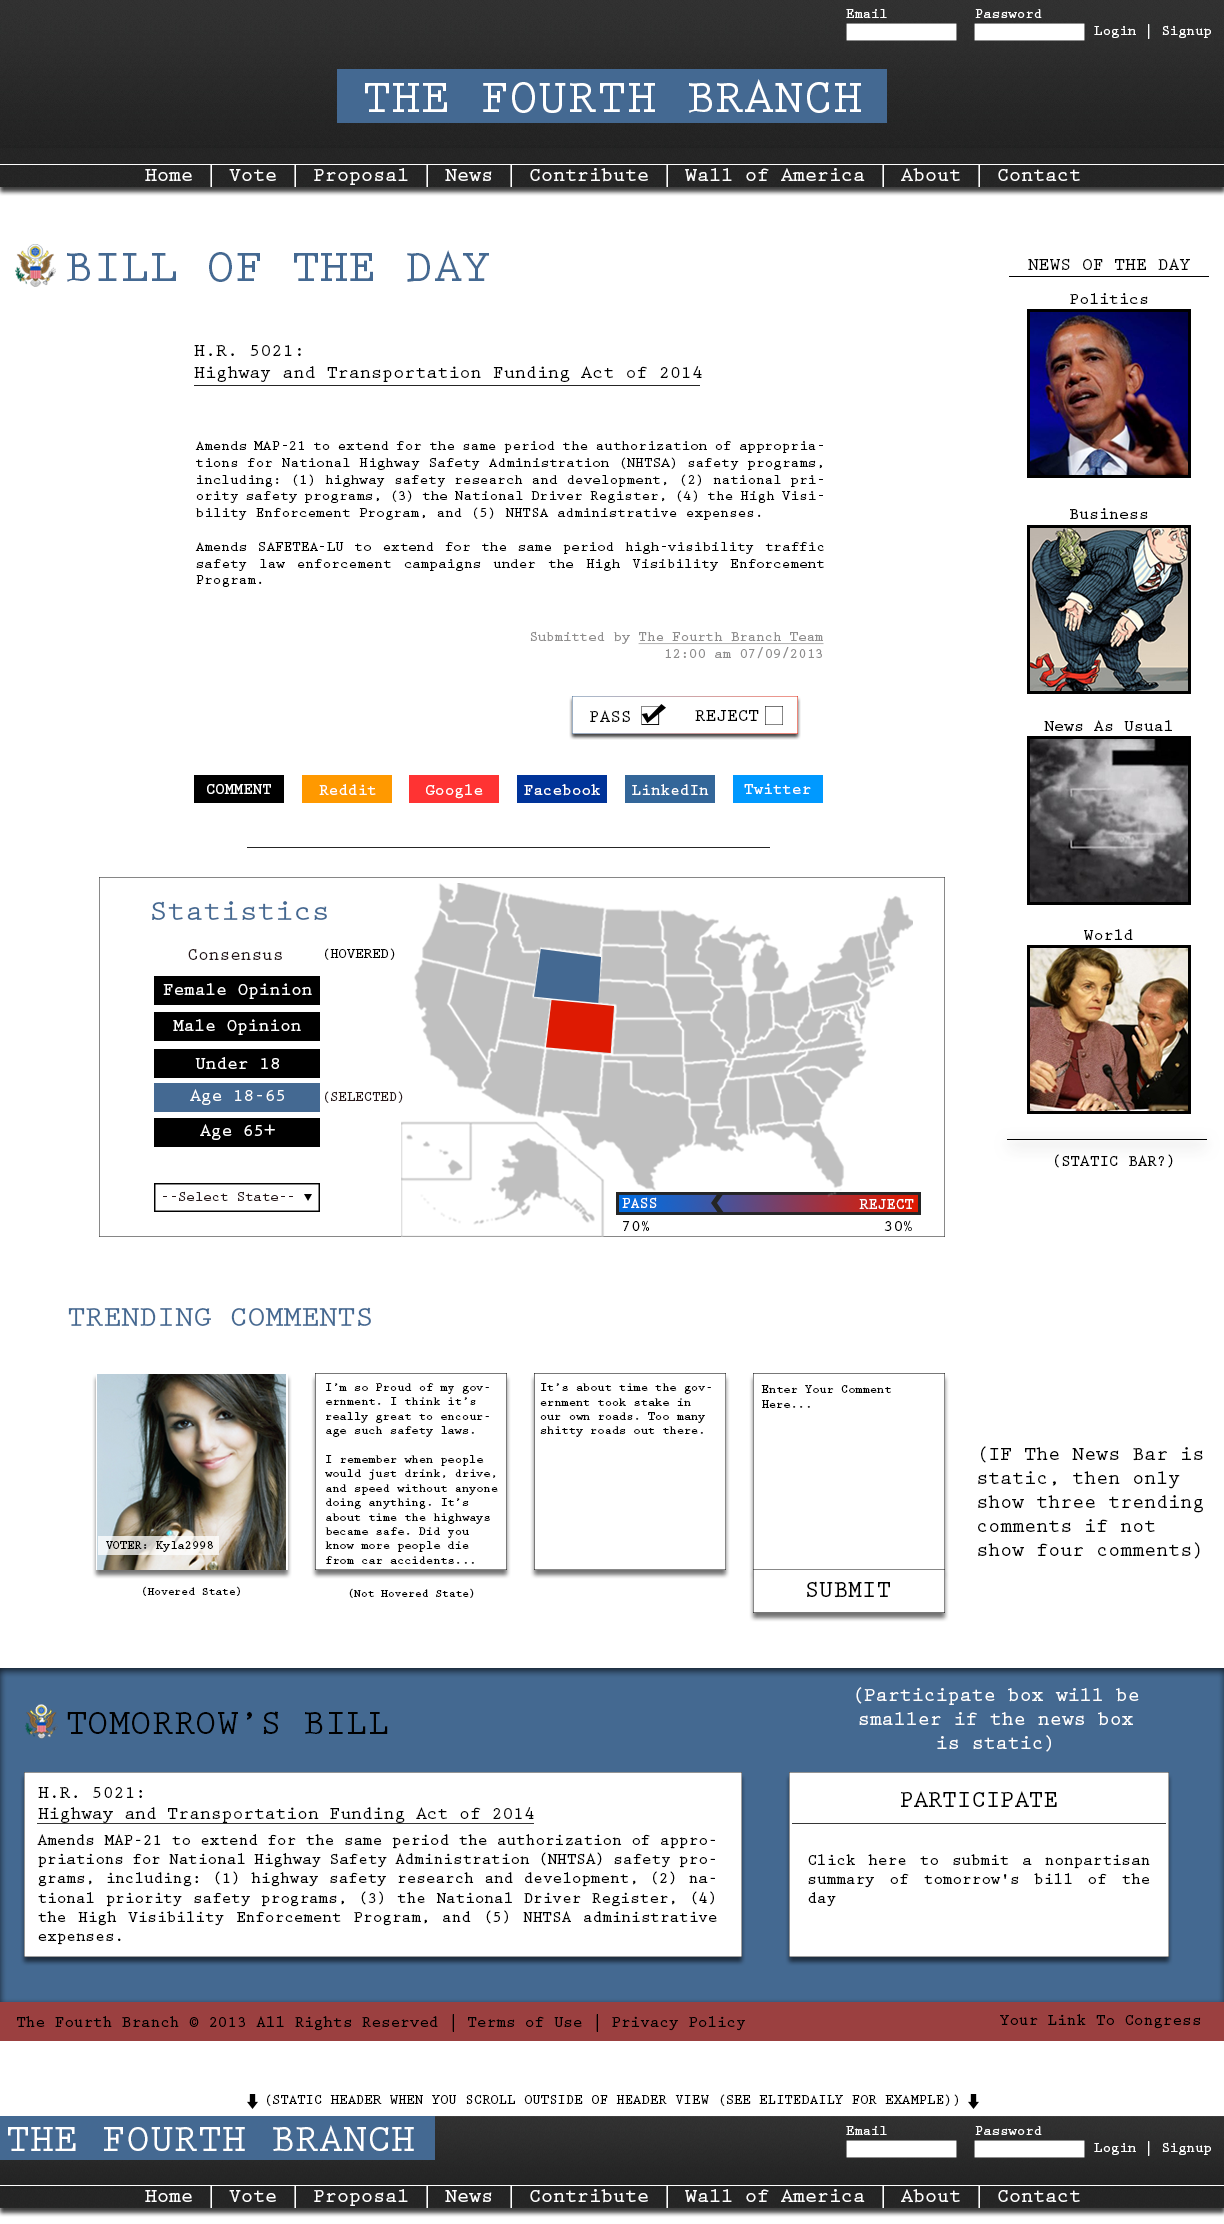 Email
Password
Login | Signup
THE FOURTH BRANCH
Home | Vote | Proposal | News | Contribute | Wall of America | About | Contact
BILL OF THE DAY
H.R. 5021:
Highway and Transportation Funding Act of 2014
Amends MAP-21 to extend for the same period the authorization of appropria-
tions for National Highway Safety Administration (NHTSA) safety programs,
including: (1) highway safety research and development, (2) national pri-
ority safety programs, (3) the National Driver Register, (4) the High Visi-
bility Enforcement Program, and (5) NHTSA administrative expenses.
Amends SAFETEA-LU to extend for the same period high-visibility traffic
safety law enforcement campaigns under the High Visibility Enforcement
Program.
Submitted by The Fourth Branch Team
12:00 am 07/09/2013
PASS
REJECT
COMMENT
Reddit
Google
Facebook
LinkedIn
Twitter
NEWS OF THE DAY
Politics
Business
News As Usual
World
(STATIC BAR?)
Statistics
Consensus
(HOVERED)
Female Opinion
Male Opinion
Under 18
Age 18-65
(SELECTED)
Age 65+
--Select State-- ▼
PASS
REJECT
70%
30%
TRENDING COMMENTS
VOTER: Kyla2998
(Hovered State)
I'm so Proud of my gov-
ernment. I think it's
really great to encour-
age such safety laws.
I remember when people
would just drink, drive,
and speed without anyone
doing anything. It's
about time the highways
became safe. Did you
know more people die
from car accidents...
(Not Hovered State)
It's about time the gov-
ernment took stake in
our own roads. Too many
shitty roads out there.
Enter Your Comment
Here...
SUBMIT
(IF The News Bar is
static, then only
show three trending
comments if not
show four comments)
TOMORROW'S BILL
H.R. 5021:
Highway and Transportation Funding Act of 2014
Amends MAP-21 to extend for the same period the authorization of appro-
priations for National Highway Safety Administration (NHTSA) safety pro-
grams, including: (1) highway safety research and development, (2) na-
tional priority safety programs, (3) the National Driver Register, (4)
the High Visibility Enforcement Program, and (5) NHTSA administrative
expenses.
(Participate box will be
smaller if the news box
is static)
PARTICIPATE
Click here to submit a nonpartisan
summary of tomorrow's bill of the
day
The Fourth Branch © 2013 All Rights Reserved | Terms of Use | Privacy Policy
Your Link To Congress
(STATIC HEADER WHEN YOU SCROLL OUTSIDE OF HEADER VIEW (SEE ELITEDAILY FOR EXAMPLE))
THE FOURTH BRANCH
Email
Password
Login | Signup
Home | Vote | Proposal | News | Contribute | Wall of America | About | Contact